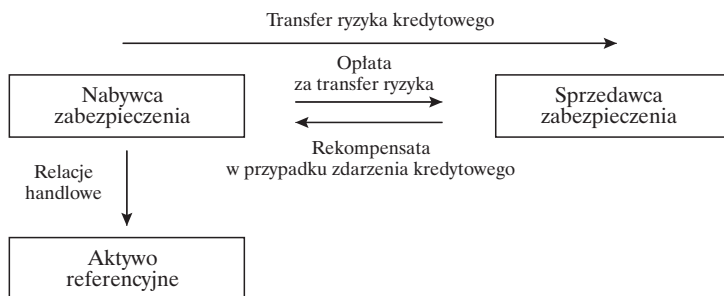 Transfer ryzyka kredytowego
Opłata
za transfer ryzyka
Nabywca
zabezpieczenia
Sprzedawca
zabezpieczenia
Rekompensata
w przypadku zdarzenia kredytowego
Relacje
handlowe
Aktywo
referencyjne